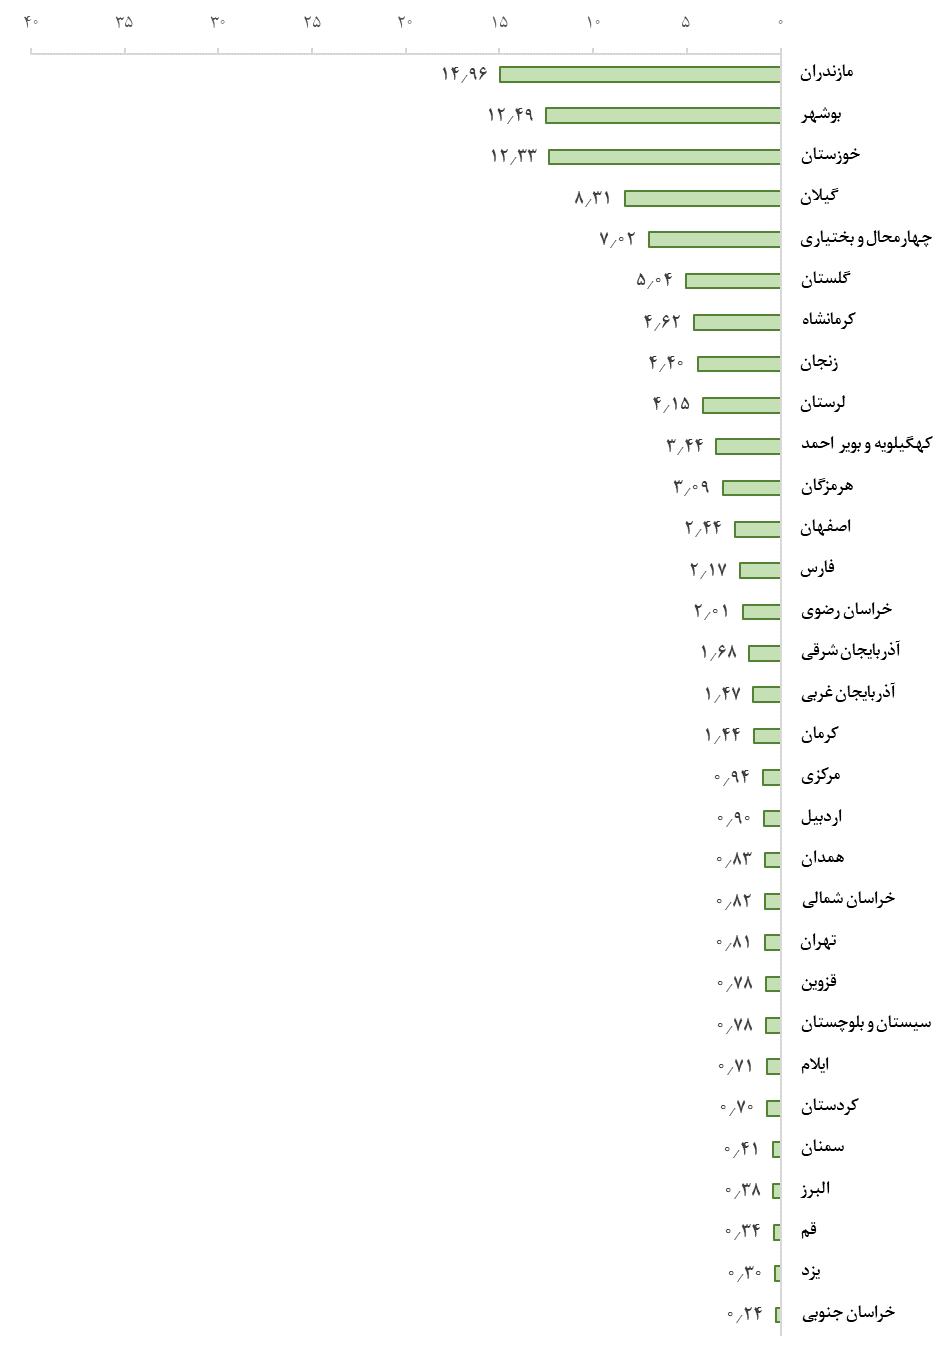 ۰ ۵ ۱۰ ۱۵ ۲۰ ۲۵ ۳۰ ۳۵ ۴۰
مازندران ۱۴٫۹۶
بوشهر ۱۲٫۴۹
خوزستان ۱۲٫۳۳
گیلان ۸٫۳۱
چهارمحال و بختیاری ۷٫۰۲
گلستان ۵٫۰۴
کرمانشاه ۴٫۶۲
زنجان ۴٫۴۰
لرستان ۴٫۱۵
کهگیلویه و بویر احمد ۳٫۴۴
هرمزگان ۳٫۰۹
اصفهان ۲٫۴۴
فارس ۲٫۱۷
خراسان رضوی ۲٫۰۱
آذربایجان شرقی ۱٫۶۸
آذربایجان غربی ۱٫۴۷
کرمان ۱٫۴۴
مرکزی ۰٫۹۴
اردبیل ۰٫۹۰
همدان ۰٫۸۳
خراسان شمالی ۰٫۸۲
تهران ۰٫۸۱
قزوین ۰٫۷۸
سیستان و بلوچستان ۰٫۷۸
ایلام ۰٫۷۱
کردستان ۰٫۷۰
سمنان ۰٫۴۱
البرز ۰٫۳۸
قم ۰٫۳۴
یزد ۰٫۳۰
خراسان جنوبی ۰٫۲۴